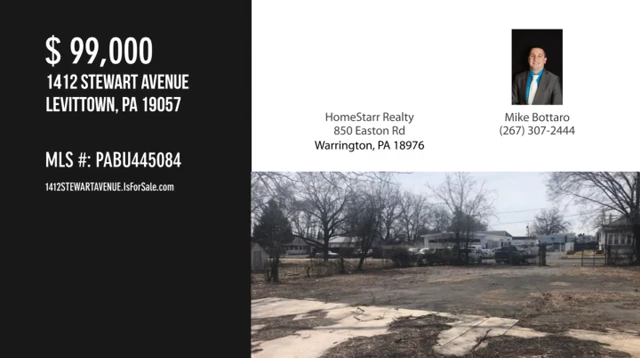 $ 99,000
1412 STEWART AVENUE
LEVITTOWN, PA 19057
MLS #: PABU445084
1412STEWARTAVENUE.IsForSale.com
HomeStarr Realty
850 Easton Rd
Warrington, PA 18976
Mike Bottaro
(267) 307-2444